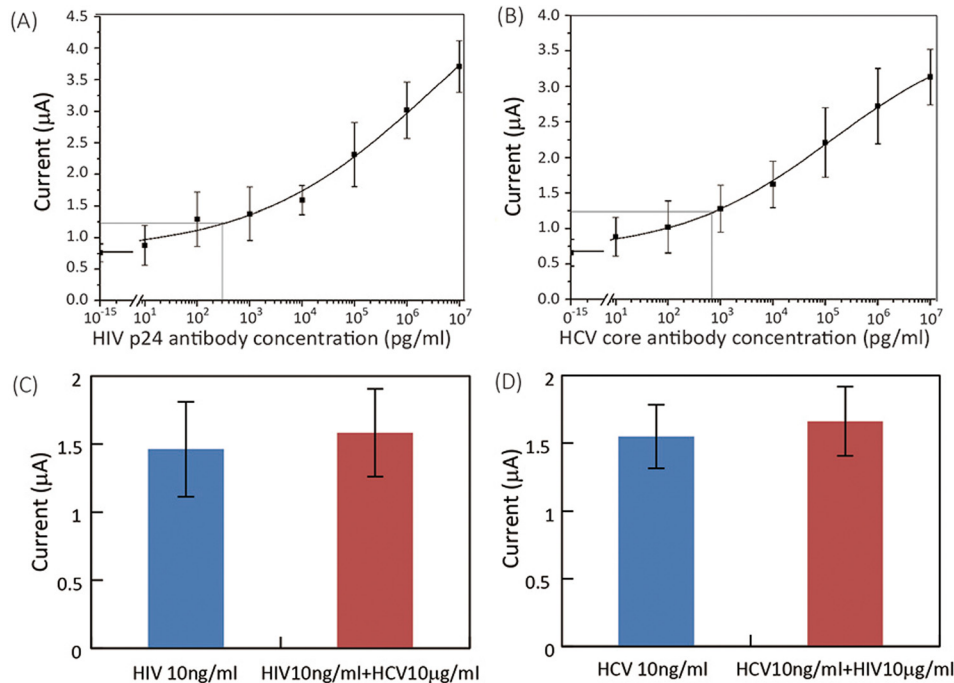 (A)
4.5
4.0
3.5
3.0
2.5
2.0
1.5
1.0
0.5
0.0
Current (µA)
10-15 10¹ 10² 10³ 10⁴ 10⁵ 10⁶ 10⁷
HIV p24 antibody concentration (pg/ml)
(B)
4.0
3.5
3.0
2.5
2.0
1.5
1.0
0.5
0.0
Current (µA)
0-15 10¹ 10² 10³ 10⁴ 10⁵ 10⁶ 10⁷
HCV core antibody concentration (pg/ml)
(C)
2
1.5
1
0.5
0
Current (µA)
HIV 10ng/ml HIV10ng/ml+HCV10µg/ml
(D)
2
1.5
1
0.5
0
Current (µA)
HCV 10ng/ml HCV10ng/ml+HIV10µg/ml